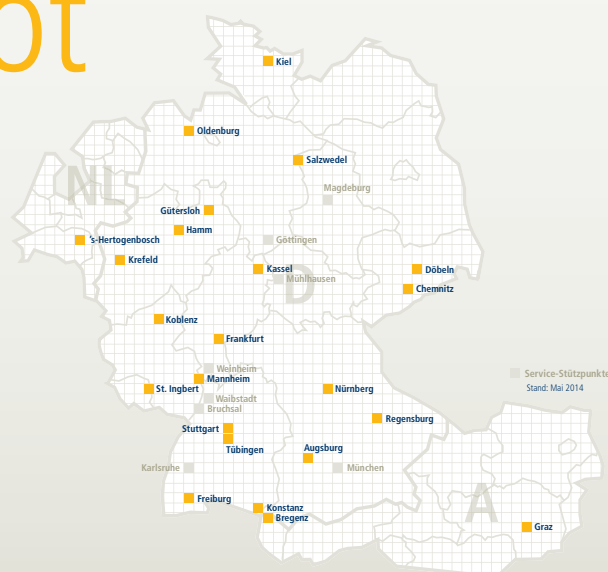 pt
Kiel
Oldenburg
Salzwedel
Magdeburg
NL
Gütersloh
Hamm
's-Hertogenbosch
Göttingen
Krefeld
Kassel
Döbeln
Mühlhausen
D
Chemnitz
Koblenz
Frankfurt
Weinheim
Mannheim
Service-Stützpunkte
St. Ingbert
Nürnberg
Stand: Mai 2014
Waibstadt
Bruchsal
Regensburg
Stuttgart
Tübingen
Augsburg
Karlsruhe
München
Freiburg
A
Konstanz
Bregenz
Graz